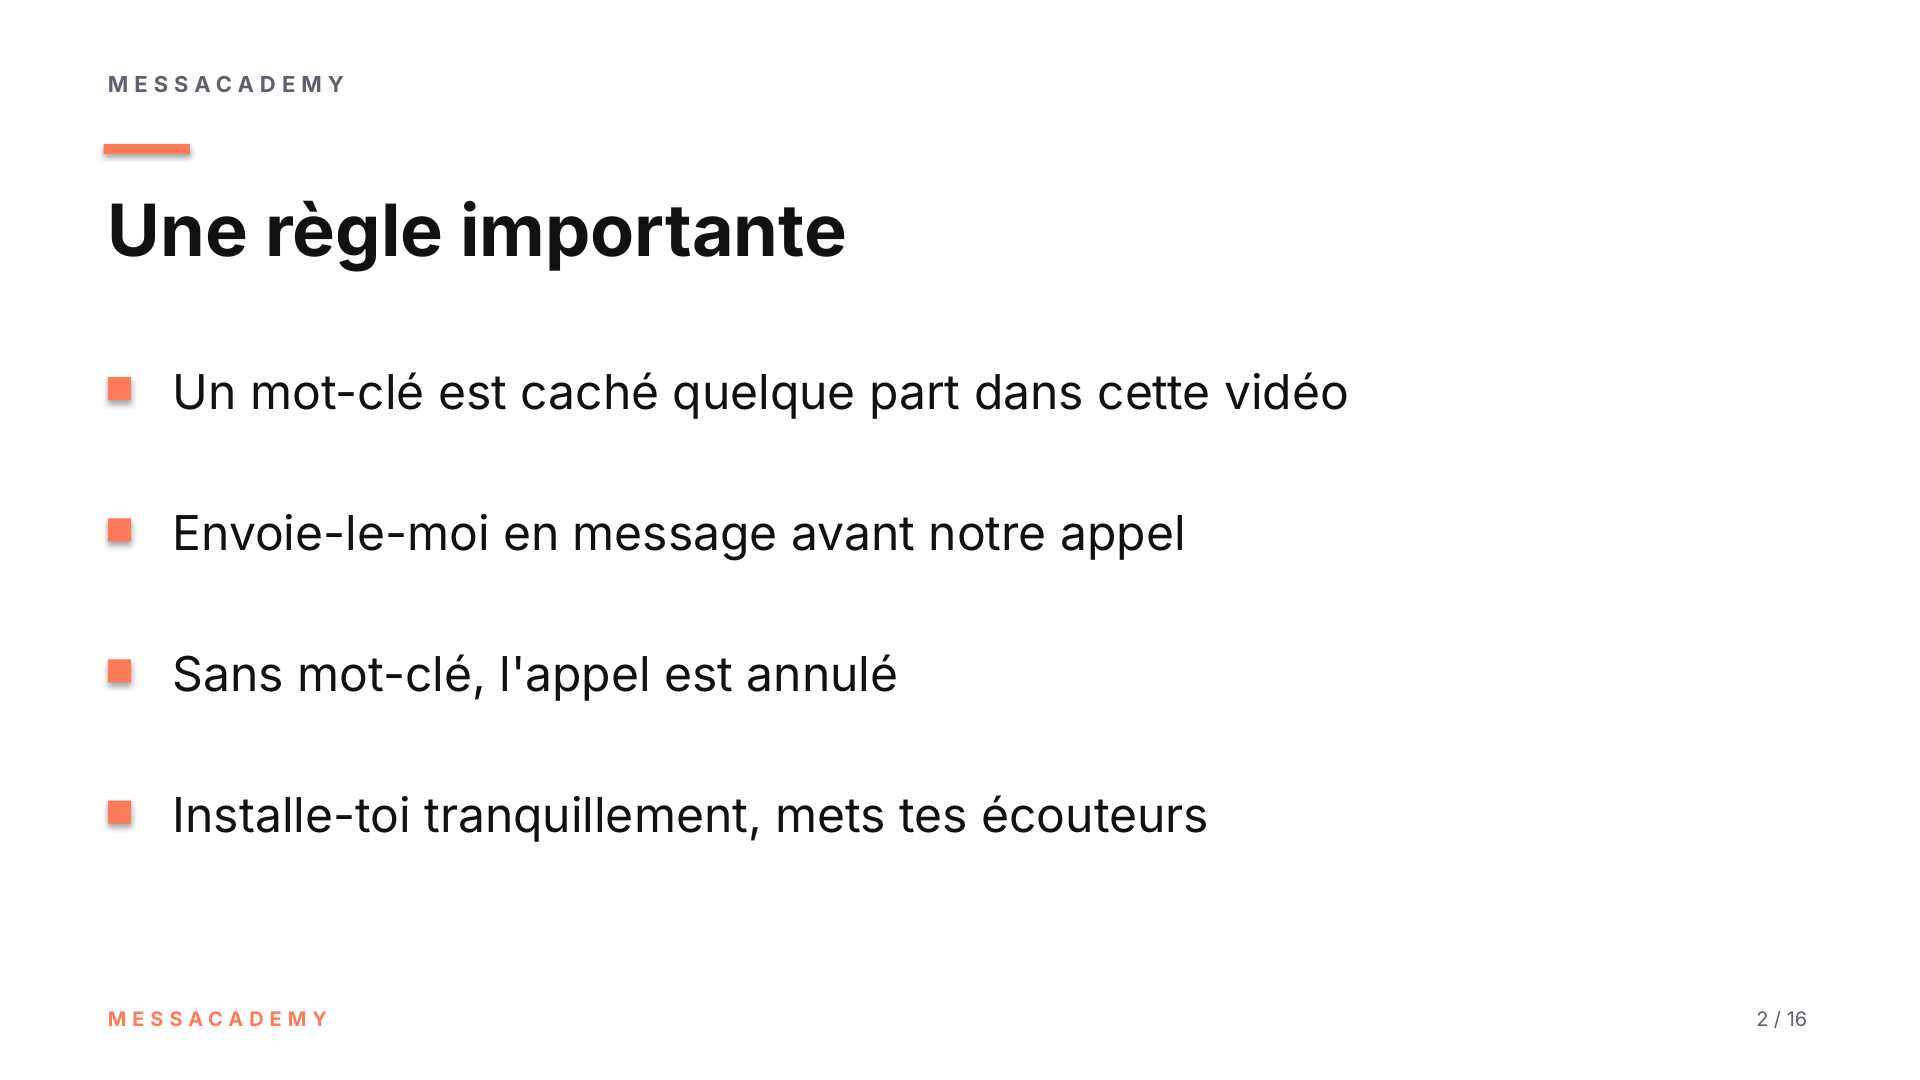 MESSACADEMY
Une règle importante
Un mot-clé est caché quelque part dans cette vidéo
Envoie-le-moi en message avant notre appel
Sans mot-clé, l'appel est annulé
Installe-toi tranquillement, mets tes écouteurs
MESSACADEMY
2 / 16